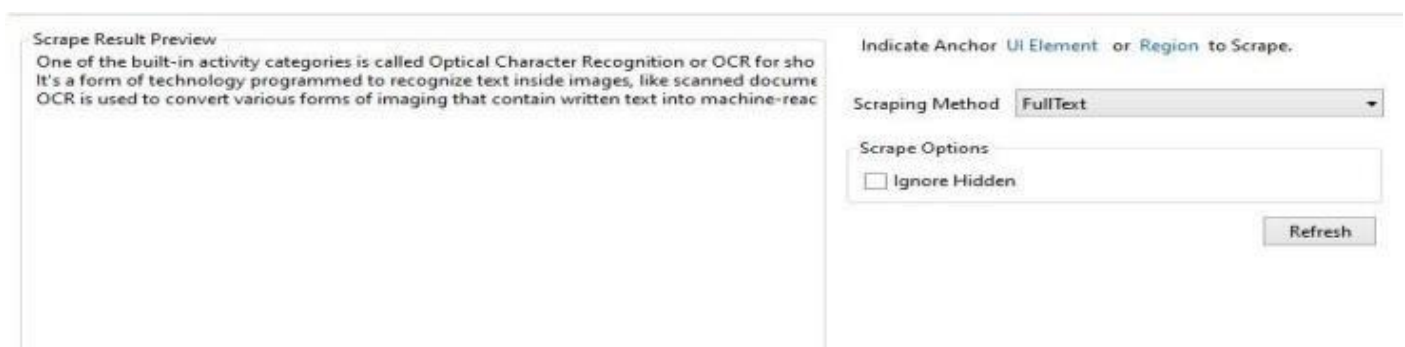 Scrape Result Preview
One of the built-in activity categories is called Optical Character Recognition or OCR for sho
It's a form of technology programmed to recognize text inside images, like scanned docume
OCR is used to convert various forms of imaging that contain written text into machine-reac
Indicate Anchor UI Element or Region to Scrape.
Scraping Method FullText
Scrape Options
Ignore Hidden
Refresh